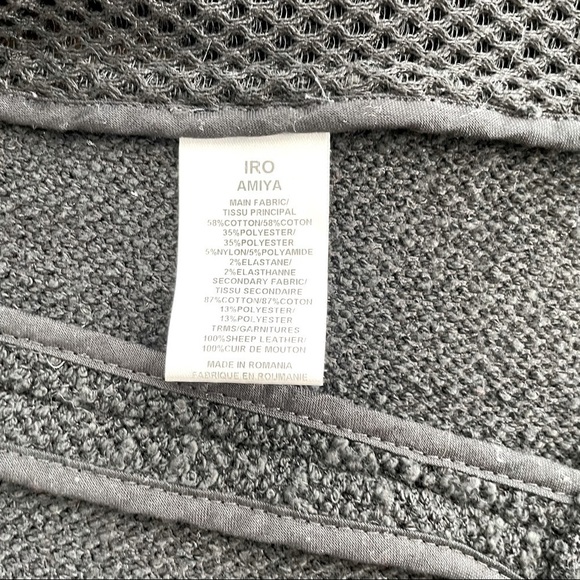 IRO
AMIYA
MAIN FABRIC/
TISSU PRINCIPAL
58%COTTON/58%COTON
35%POLYESTER/
35%POLYESTER
5%NYLON/5%POLYAMIDE
2%ELASTANE/
2%ELASTHANNE
SECONDARY FABRIC/
TISSU SECONDAIRE
87%COTTON/87%COTON
13%POLYESTER/
13%POLYESTER
TRMS/GARNITURES
100%SHEEP LEATHER/
100%CUIR DE MOUTON
MADE IN ROMANIA
FABRIQUE EN ROUMANIE